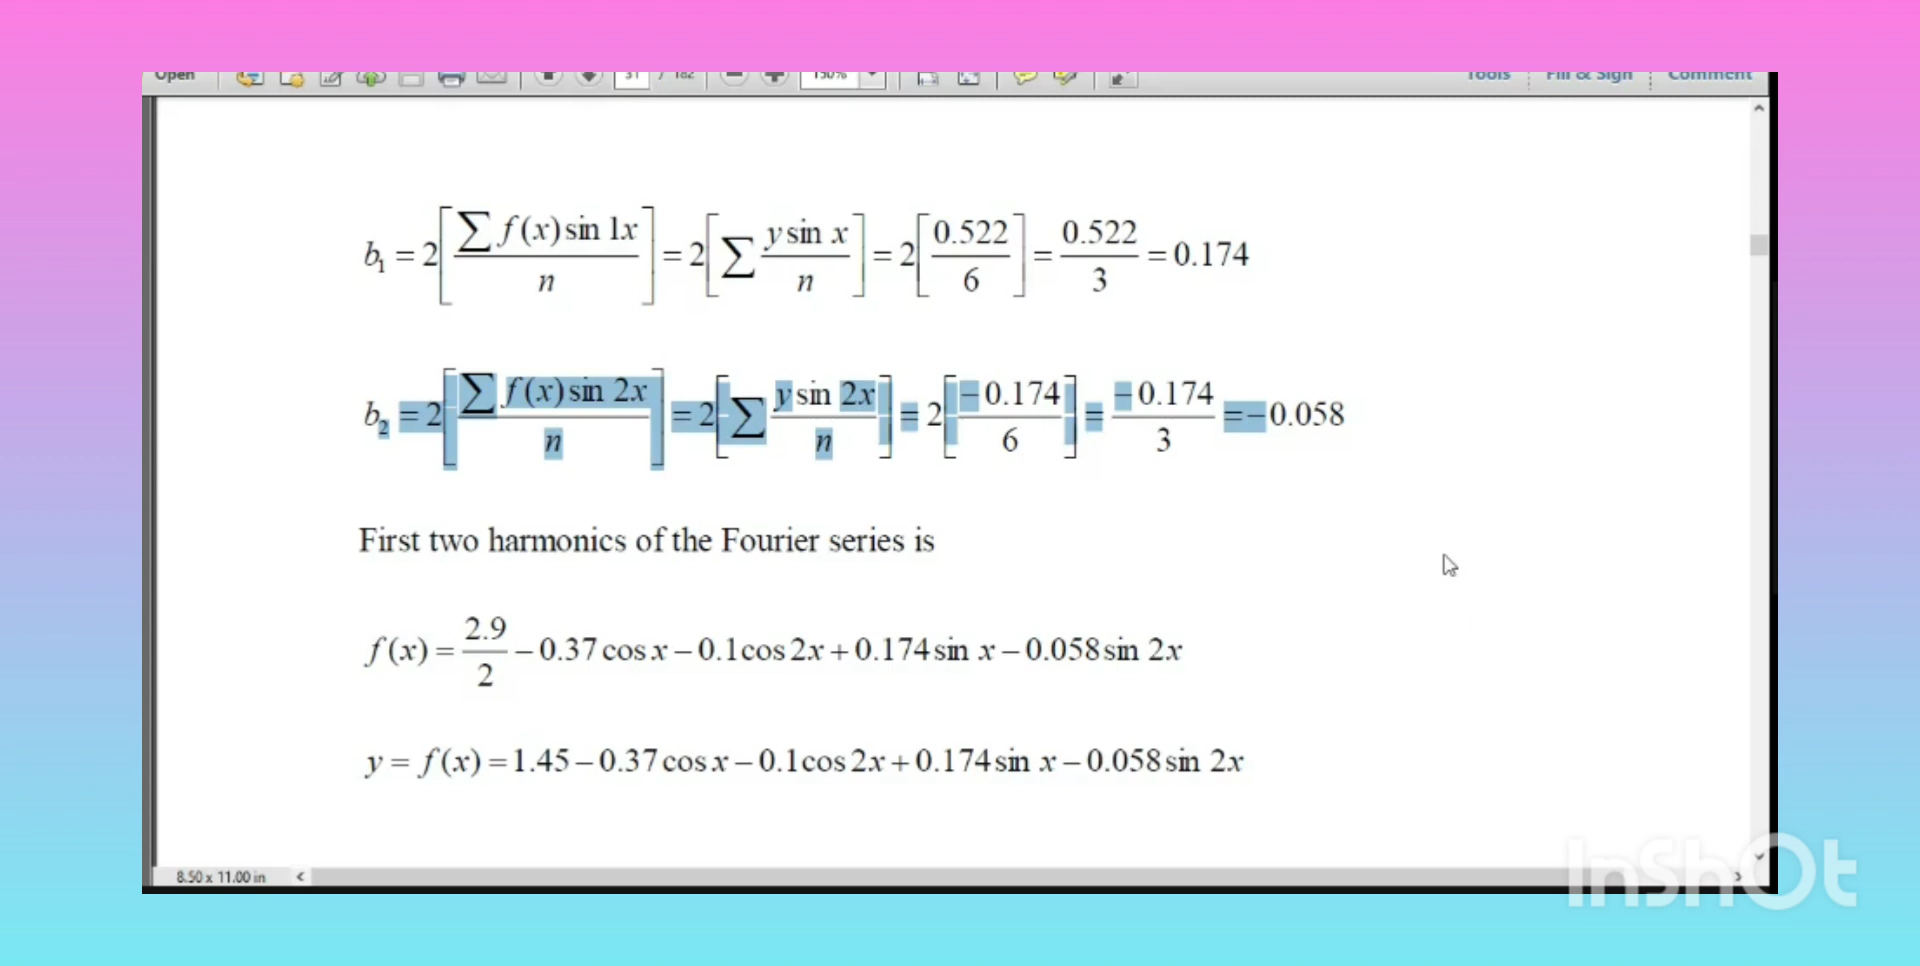 Open 31 / 182 150% Tools Fill & Sign Comment
b₁ = 2[∑ f(x) sin 1x / n] = 2[∑ y sin x / n] = 2[0.522 / 6] = 0.522 / 3 = 0.174
b₂ = 2[∑ f(x) sin 2x / n] = 2[∑ y sin 2x / n] = 2[−0.174 / 6] = −0.174 / 3 = −0.058
First two harmonics of the Fourier series is
f(x) = 2.9 / 2 − 0.37 cos x − 0.1 cos 2x + 0.174 sin x − 0.058 sin 2x
y = f(x) = 1.45 − 0.37 cos x − 0.1 cos 2x + 0.174 sin x − 0.058 sin 2x
8.50 x 11.00 in
InShOt